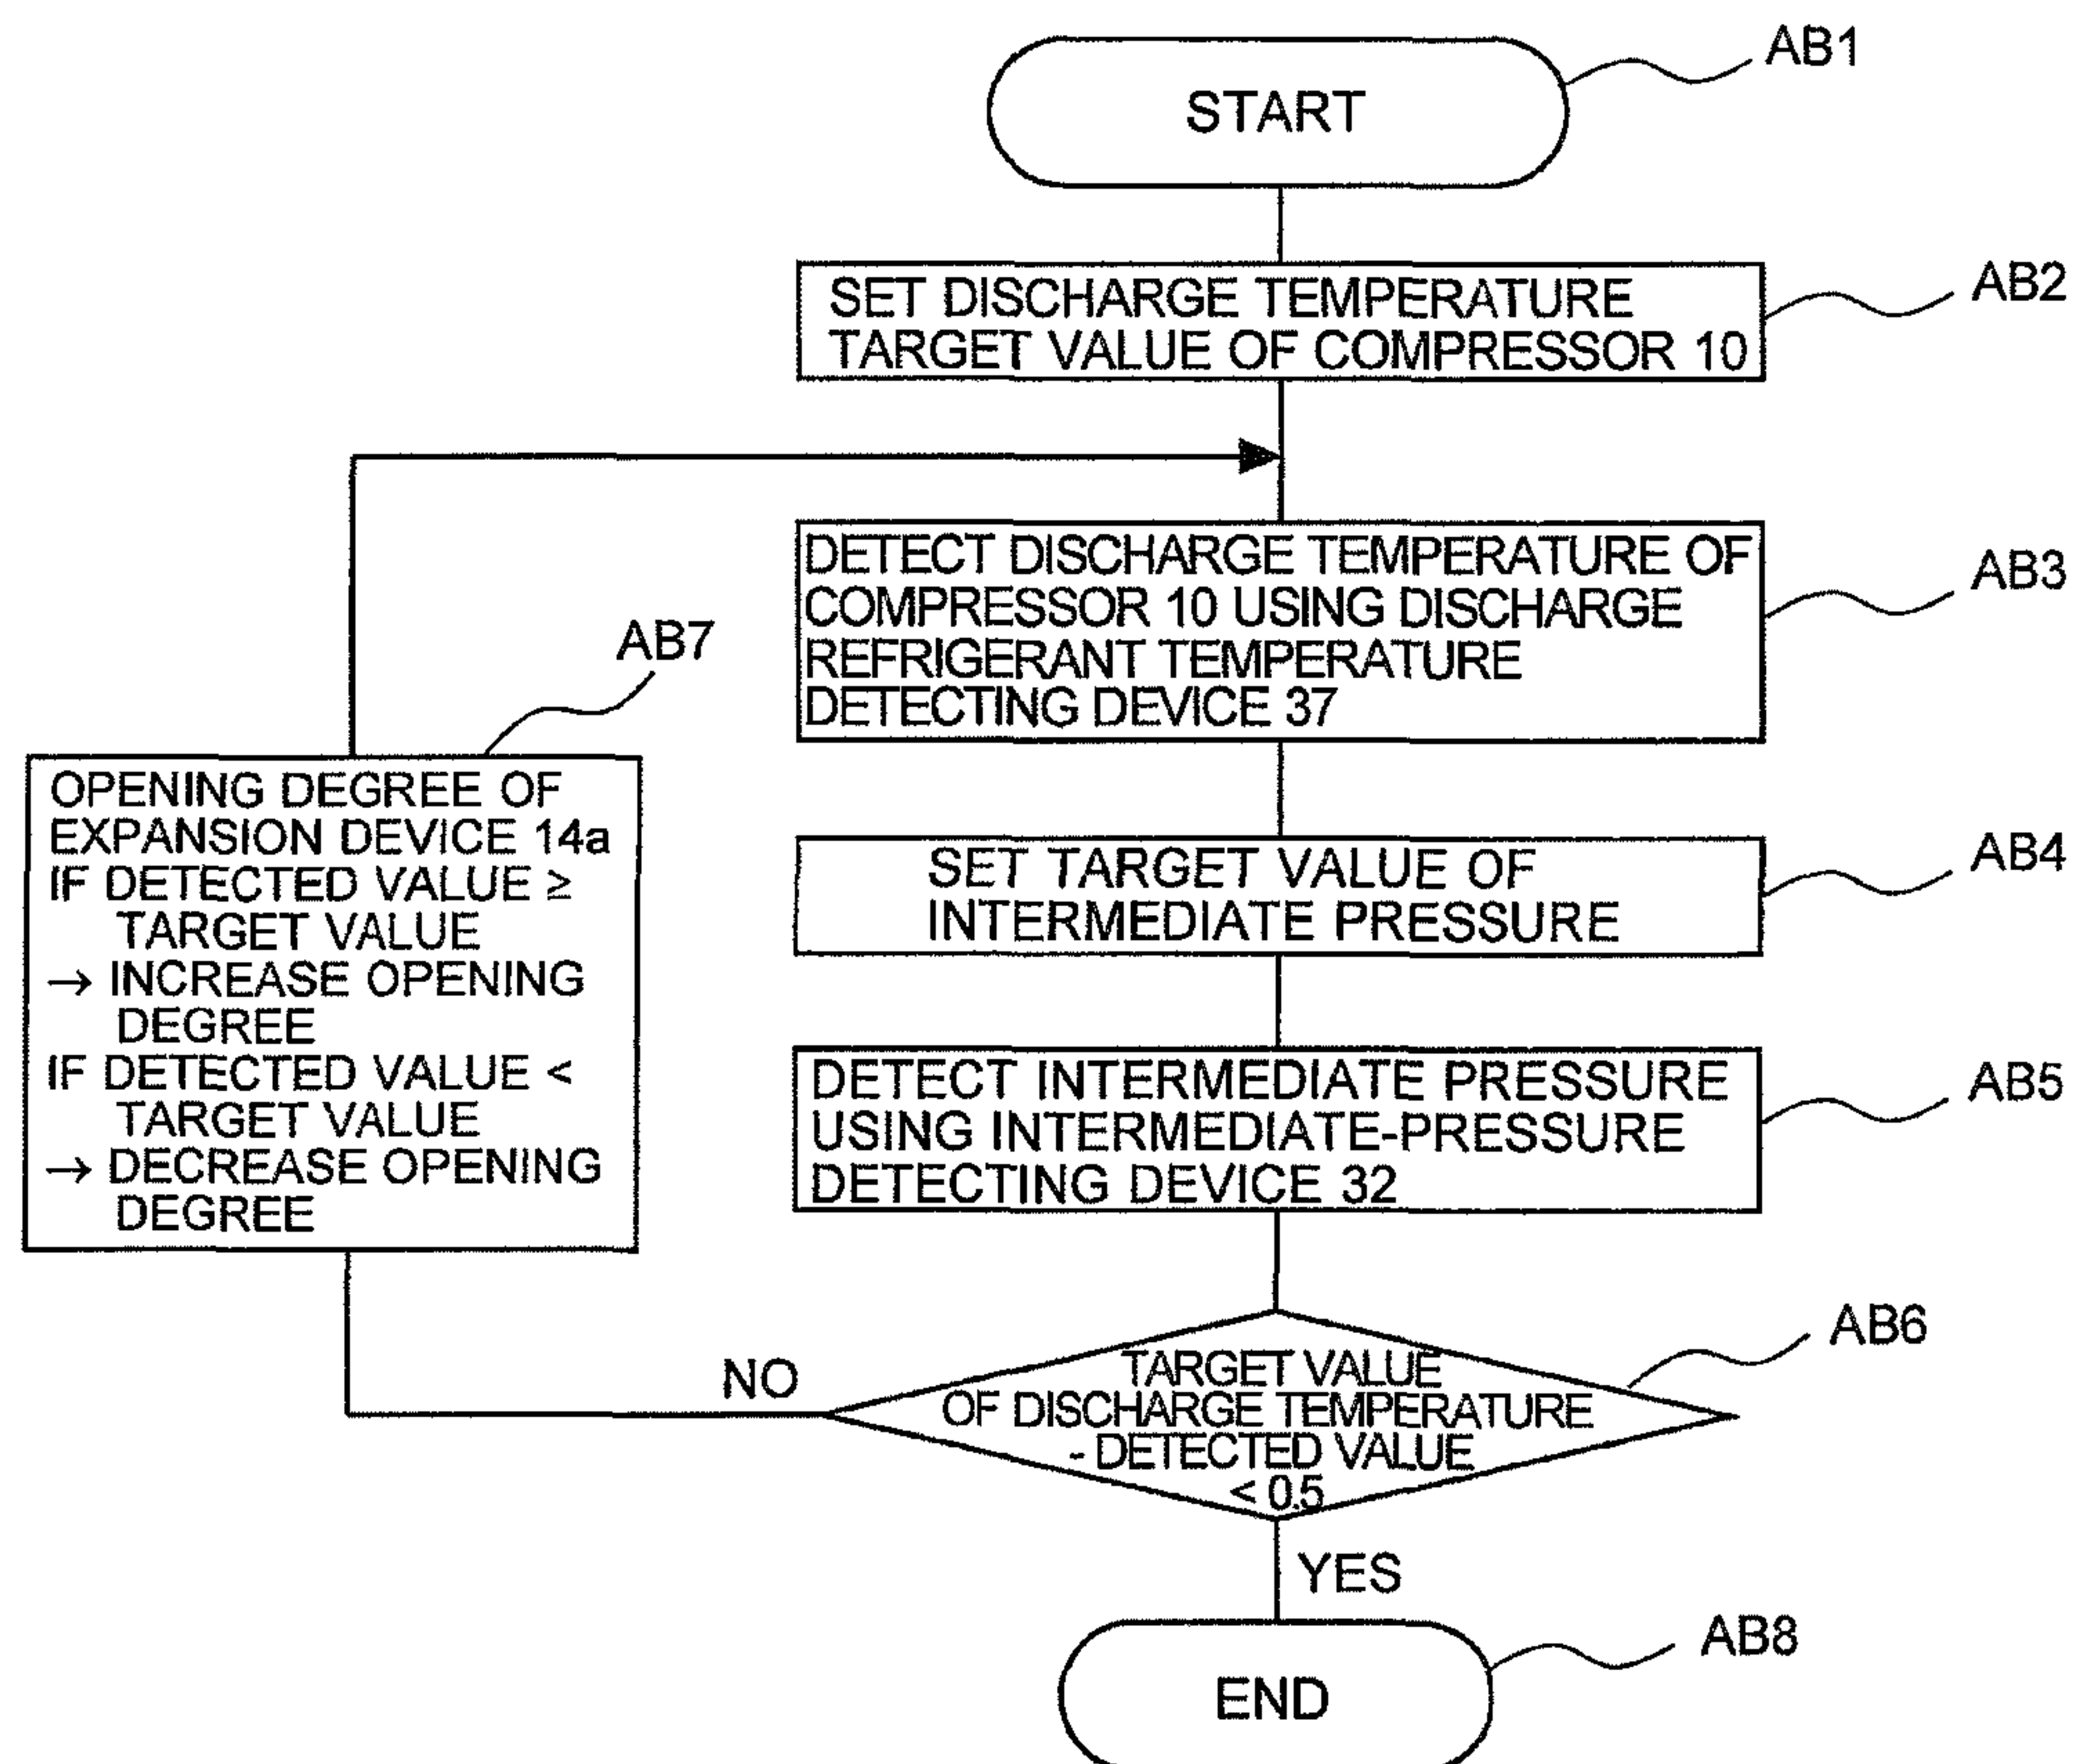 START
AB1
SET DISCHARGE TEMPERATURE
TARGET VALUE OF COMPRESSOR 10
AB2
DETECT DISCHARGE TEMPERATURE OF
COMPRESSOR 10 USING DISCHARGE
REFRIGERANT TEMPERATURE
DETECTING DEVICE 37
AB3
AB7
OPENING DEGREE OF
EXPANSION DEVICE 14a
IF DETECTED VALUE ≥
TARGET VALUE
→ INCREASE OPENING
DEGREE
IF DETECTED VALUE <
TARGET VALUE
→ DECREASE OPENING
DEGREE
SET TARGET VALUE OF
INTERMEDIATE PRESSURE
AB4
DETECT INTERMEDIATE PRESSURE
USING INTERMEDIATE-PRESSURE
DETECTING DEVICE 32
AB5
TARGET VALUE
OF DISCHARGE TEMPERATURE
- DETECTED VALUE
< 0.5
AB6
NO
YES
END
AB8